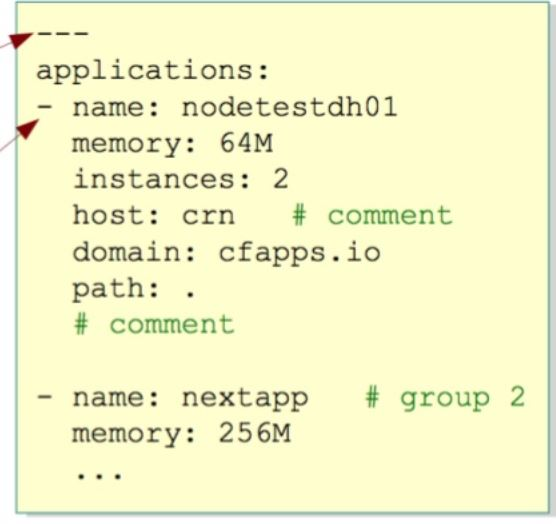 ---
applications:
- name: nodetestdh01
  memory: 64M
  instances: 2
  host: crn   # comment
  domain: cfapps.io
  path: .
  # comment

- name: nextapp   # group 2
  memory: 256M
  ...